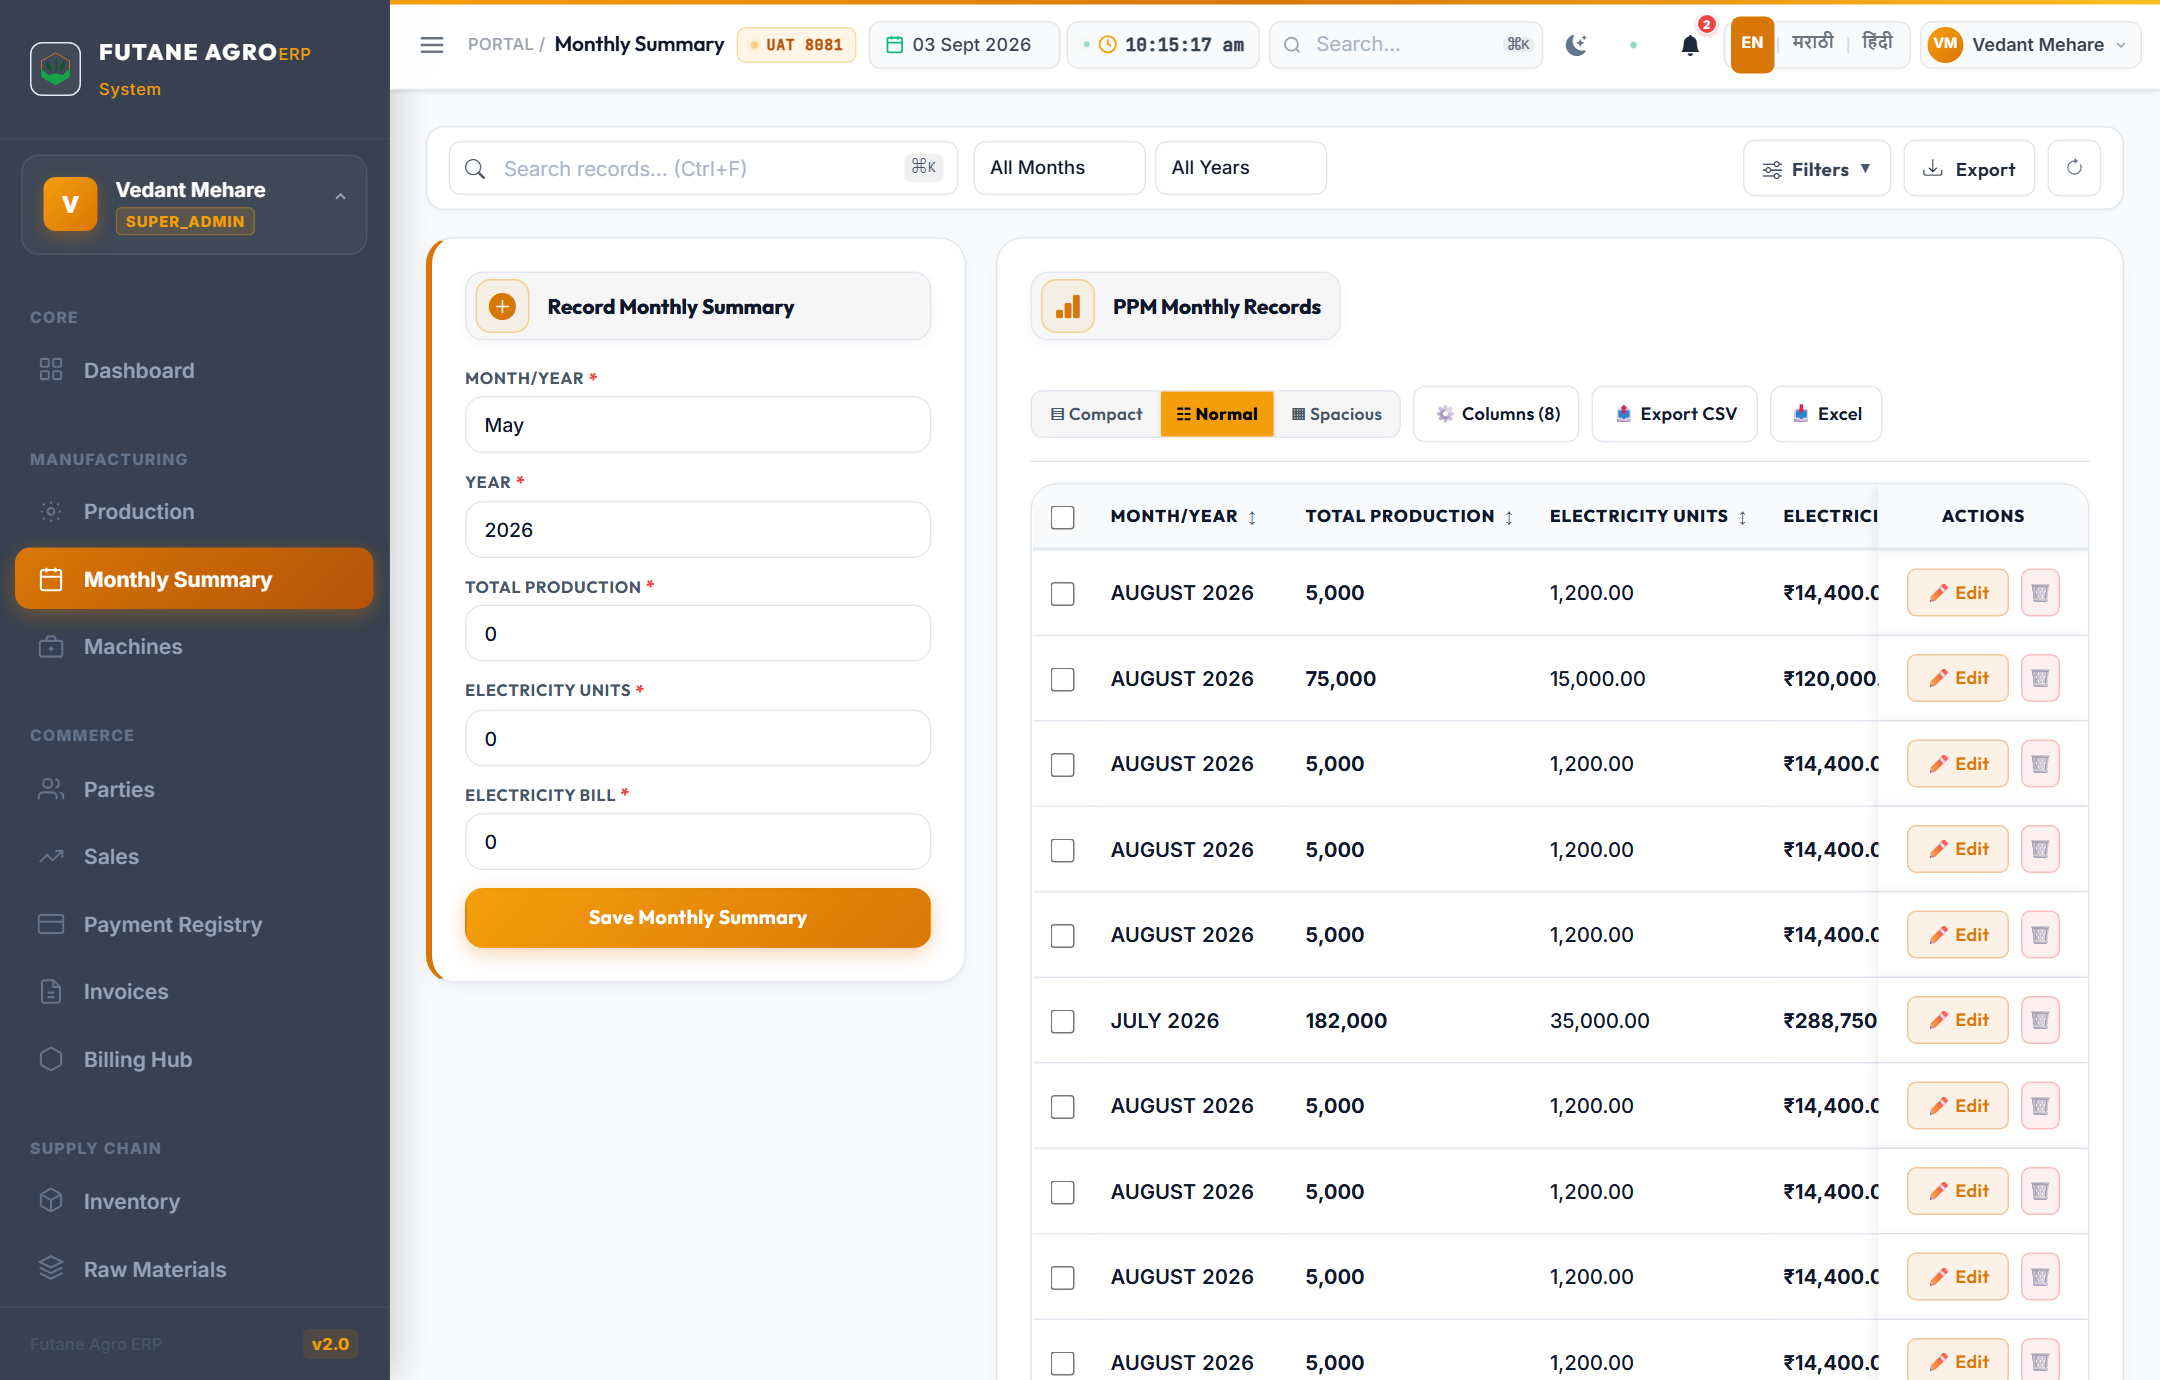 FUTANE AGROERP
System
Vedant Mehare
SUPER_ADMIN
V
CORE
Dashboard
MANUFACTURING
Production
Monthly Summary
Machines
COMMERCE
Parties
Sales
Payment Registry
Invoices
Billing Hub
SUPPLY CHAIN
Inventory
Raw Materials
Futane Agro ERP
v2.0
PORTAL / Monthly Summary
UAT 8081
03 Sept 2026
10:15:17 am
Search...
⌘K
2
EN | मराठी | हिंदी
VM Vedant Mehare
Search records... (Ctrl+F)
⌘K
All Months
All Years
Filters ▼
Export
Record Monthly Summary
MONTH/YEAR *
May
YEAR *
2026
TOTAL PRODUCTION *
0
ELECTRICITY UNITS *
0
ELECTRICITY BILL *
0
Save Monthly Summary
PPM Monthly Records
Compact
Normal
Spacious
Columns (8)
Export CSV
Excel
MONTH/YEAR ↕ TOTAL PRODUCTION ↕ ELECTRICITY UNITS ↕ ELECTRICI ACTIONS
AUGUST 2026 5,000 1,200.00 ₹14,400.0 Edit
AUGUST 2026 75,000 15,000.00 ₹120,000. Edit
AUGUST 2026 5,000 1,200.00 ₹14,400.0 Edit
AUGUST 2026 5,000 1,200.00 ₹14,400.0 Edit
AUGUST 2026 5,000 1,200.00 ₹14,400.0 Edit
JULY 2026 182,000 35,000.00 ₹288,750 Edit
AUGUST 2026 5,000 1,200.00 ₹14,400.0 Edit
AUGUST 2026 5,000 1,200.00 ₹14,400.0 Edit
AUGUST 2026 5,000 1,200.00 ₹14,400.0 Edit
AUGUST 2026 5,000 1,200.00 ₹14,400.0 Edit